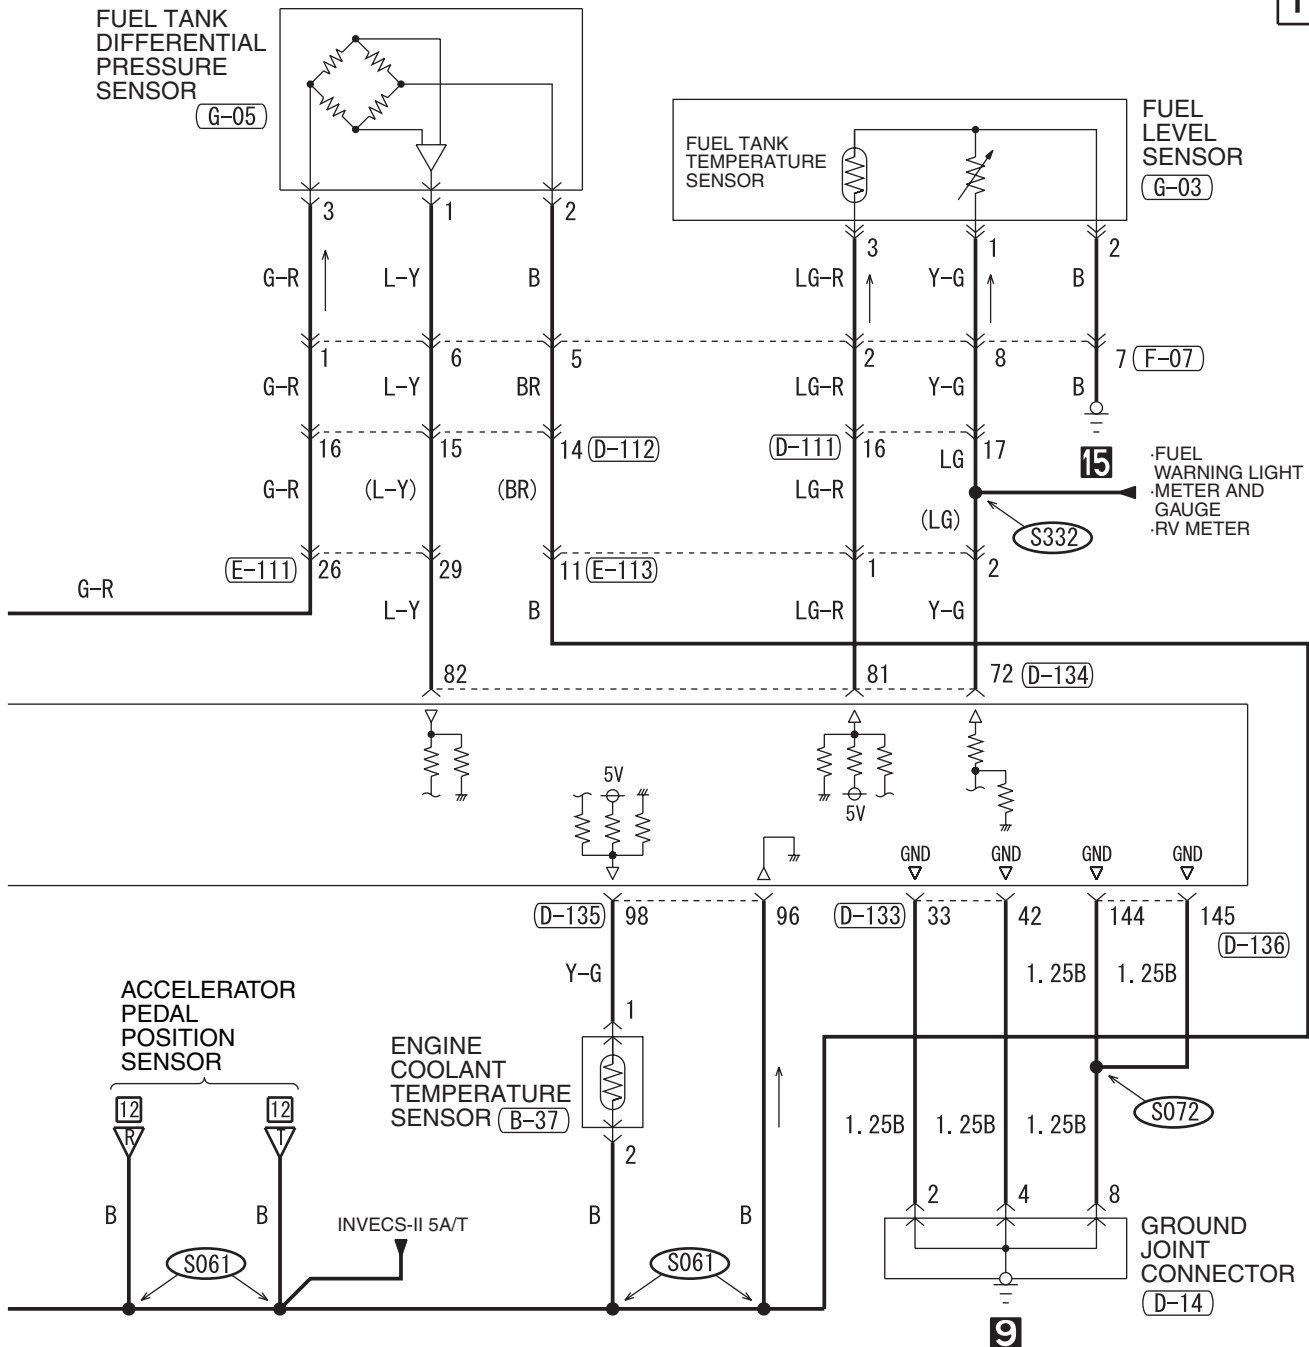 FUEL TANK
DIFFERENTIAL
PRESSURE
SENSOR
G-05
FUEL TANK
TEMPERATURE
SENSOR
FUEL
LEVEL
SENSOR
G-03
3 1 2 3 1 2
G-R L-Y B LG-R Y-G B
1 6 5 2 8 7 F-07
G-R L-Y BR LG-R Y-G B
16 15 14 D-112 D-111 16 17
LG
15
·FUEL
WARNING LIGHT
·METER AND
GAUGE
·RV METER
G-R (L-Y) (BR) LG-R (LG)
S332
E-111 26 29 11 E-113 1 2
G-R
L-Y B LG-R Y-G
82 81 72 D-134
5V
5V
GND GND GND GND
D-135 98 96 D-133 33 42 144 145
D-136
Y-G 1.25B 1.25B
ACCELERATOR
PEDAL
POSITION
SENSOR
12 12
R T
1
ENGINE
COOLANT
TEMPERATURE
SENSOR B-37
2
S072
1.25B 1.25B 1.25B
2 4 8
B B B B
INVECS-II 5A/T
S061 S061
GROUND
JOINT
CONNECTOR
D-14
9